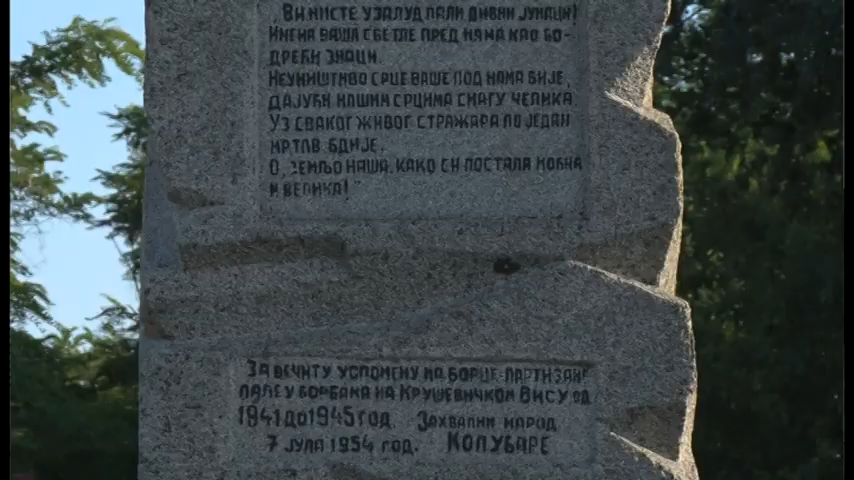 „Ви нисте узалуд пали дивни јунаци!
Имена ваша светле пред нама као бо-
дрећи знаци.
Неуништиво срце ваше под нама бије,
дајући нашим срцима снагу челика.
Уз сваког живог стражара по један
мртав бдије.
О, земљо наша, како си постала моћна
и велика!"
За вечиту успомену на борце-партизане
пале у борбама на Крушевичком Вису од
1941 до 1945 год. Захвални народ
7 јула 1954 год. Колубаре